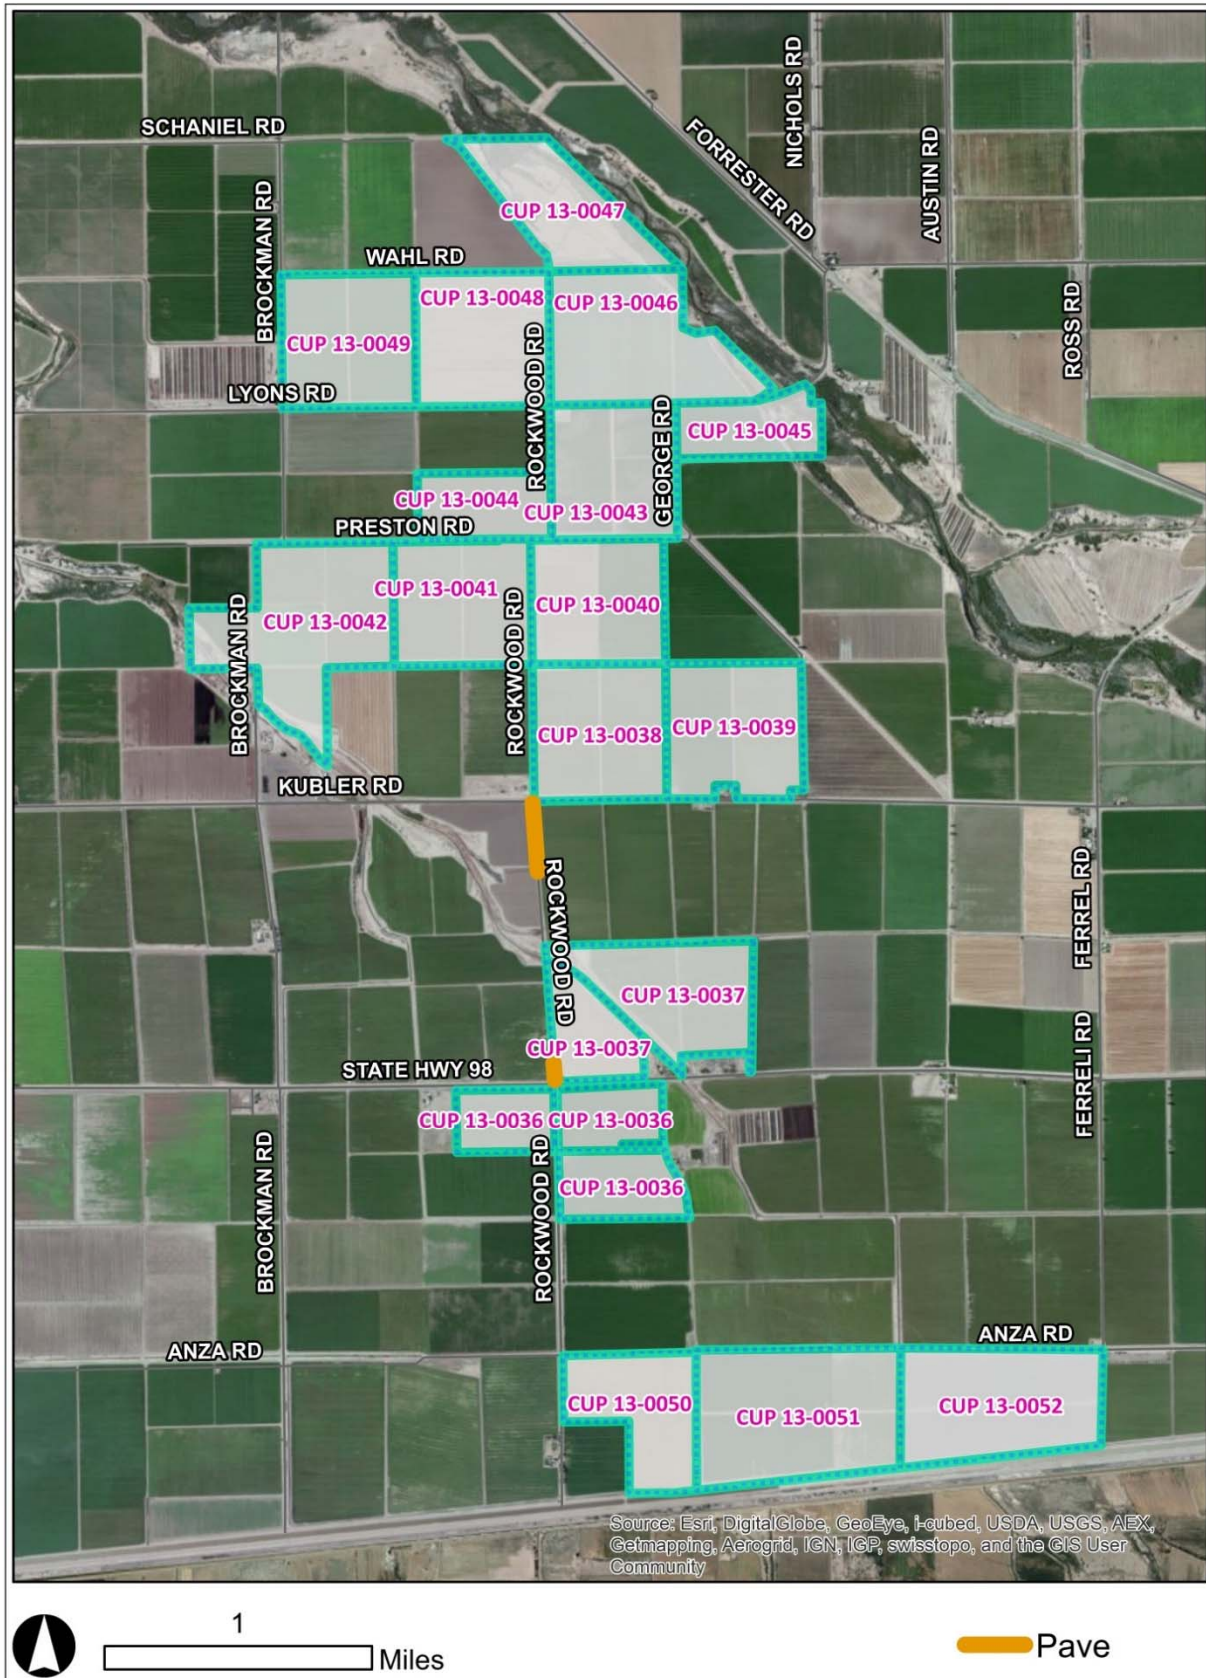 NICHOLS RD
SCHANIEL RD
FORRESTER RD
AUSTIN RD
BROCKMAN RD
CUP 13-0047
WAHL RD
CUP 13-0048
CUP 13-0046
ROSS RD
CUP 13-0049
ROCKWOOD RD
LYONS RD
GEORGE RD
CUP 13-0045
CUP 13-0044
CUP 13-0043
PRESTON RD
CUP 13-0041
CUP 13-0040
CUP 13-0042
BROCKMAN RD
ROCKWOOD RD
CUP 13-0038
CUP 13-0039
KUBLER RD
ROCKWOOD RD
FERREL RD
CUP 13-0037
CUP 13-0037
STATE HWY 98
FERRELI RD
CUP 13-0036
CUP 13-0036
BROCKMAN RD
ROCKWOOD RD
CUP 13-0036
ANZA RD
ANZA RD
CUP 13-0050
CUP 13-0051
CUP 13-0052
Source: Esri, DigitalGlobe, GeoEye, i-cubed, USDA, USGS, AEX,
Getmapping, Aerogrid, IGN, IGP, swisstopo, and the GIS User
Community
1
Miles
Pave